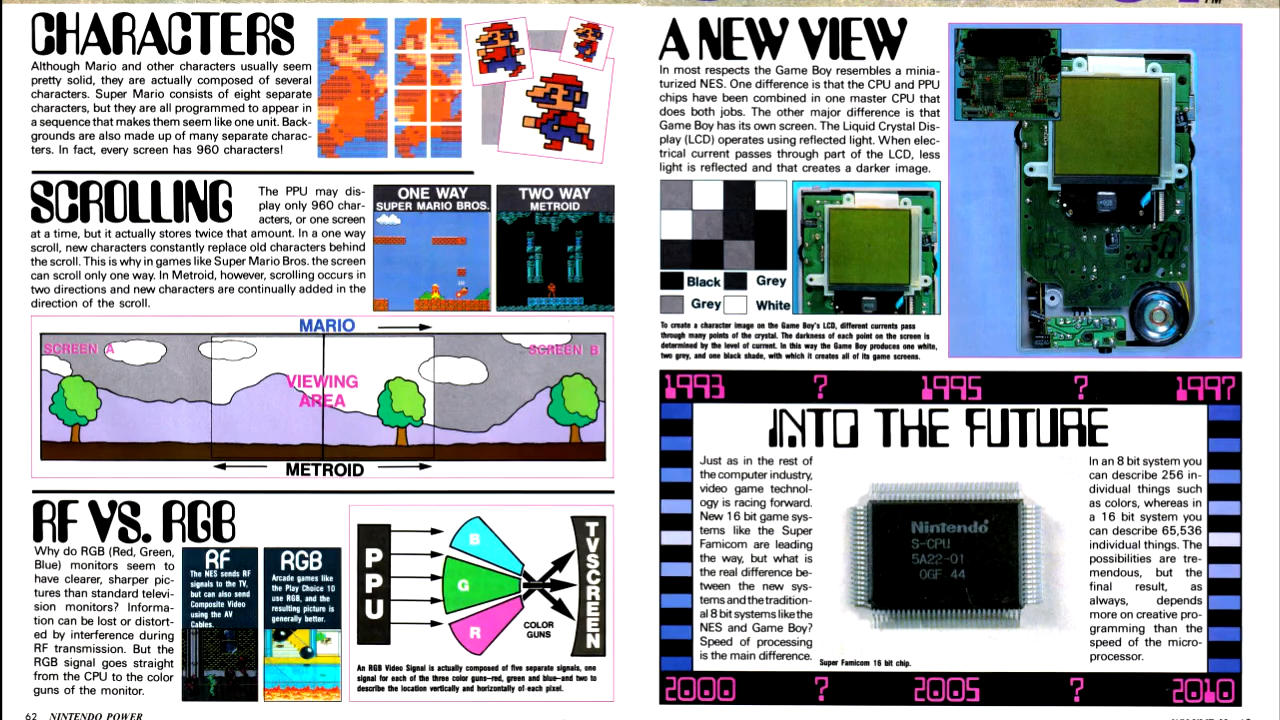 TM
CHARACTERS
Although Mario and other characters usually seem
pretty solid, they are actually composed of several
characters. Super Mario consists of eight separate
characters, but they are all programmed to appear in
a sequence that makes them seem like one unit. Back-
grounds are also made up of many separate charac-
ters. In fact, every screen has 960 characters!
SCROLLING
The PPU may dis-
play only 960 char-
acters, or one screen
at a time, but it actually stores twice that amount. In a one way
scroll, new characters constantly replace old characters behind
the scroll. This is why in games like Super Mario Bros. the screen
can scroll only one way. In Metroid, however, scrolling occurs in
two directions and new characters are continually added in the
direction of the scroll.
ONE WAY
SUPER MARIO BROS.
TWO WAY
METROID
MARIO
SCREEN A
SCREEN B
VIEWING
AREA
METROID
RF VS. RGB
Why do RGB (Red, Green,
Blue) monitors seem to
have clearer, sharper pic-
tures than standard televi-
sion monitors? Informa-
tion can be lost or distort-
ed by interference during
RF transmission. But the
RGB signal goes straight
from the CPU to the color
guns of the monitor.
RF
The NES sends RF
signals to the TV,
but can also send
Composite Video
using the AV
Cables.
RGB
Arcade games like
the Play Choice 10
use RGB, and the
resulting picture is
generally better.
PPU
B
G
R
COLOR
GUNS
TV SCREEN
An RGB Video Signal is actually composed of five separate signals, one
signal for each of the three color guns—red, green and blue—and two to
describe the location vertically and horizontally of each pixel.
62 NINTENDO POWER
A NEW VIEW
In most respects the Game Boy resembles a minia-
turized NES. One difference is that the CPU and PPU
chips have been combined in one master CPU that
does both jobs. The other major difference is that
Game Boy has its own screen. The Liquid Crystal Dis-
play (LCD) operates using reflected light. When elec-
trical current passes through part of the LCD, less
light is reflected and that creates a darker image.
Black Grey
Grey White
To create a character image on the Game Boy's LCD, different currents pass
through many points of the crystal. The darkness of each point on the screen is
determined by the level of current. In this way the Game Boy produces one white,
two grey, and one black shade, with which it creates all of its game screens.
1993 ? 1995 ? 1997
INTO THE FUTURE
Just as in the rest of
the computer industry,
video game technol-
ogy is racing forward.
New 16 bit game sys-
tems like the Super
Famicom are leading
the way, but what is
the real difference be-
tween the new sys-
tems and the tradition-
al 8 bit systems like the
NES and Game Boy?
Speed of processing
is the main difference.
Nintendo
S-CPU
5A22-01
0GF 44
Super Famicom 16 bit chip.
In an 8 bit system you
can describe 256 in-
dividual things such
as colors, whereas in
a 16 bit system you
can describe 65,536
individual things. The
possibilities are tre-
mendous, but the
final result, as
always, depends
more on creative pro-
gramming than the
speed of the micro-
processor.
2000 ? 2005 ? 2010